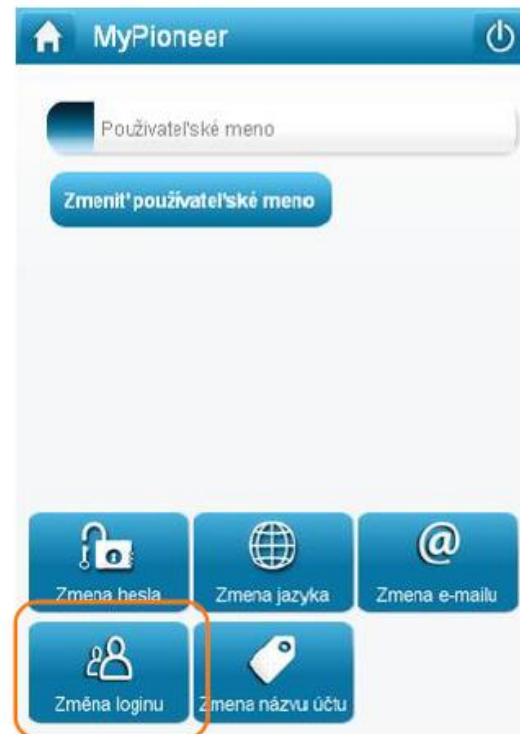 MyPioneer
Používateľské meno
Zmeniť používateľské meno
Zmena hesla
Zmena jazyka
@
Zmena e-mailu
Změna loginu
Zmena názvu účtu